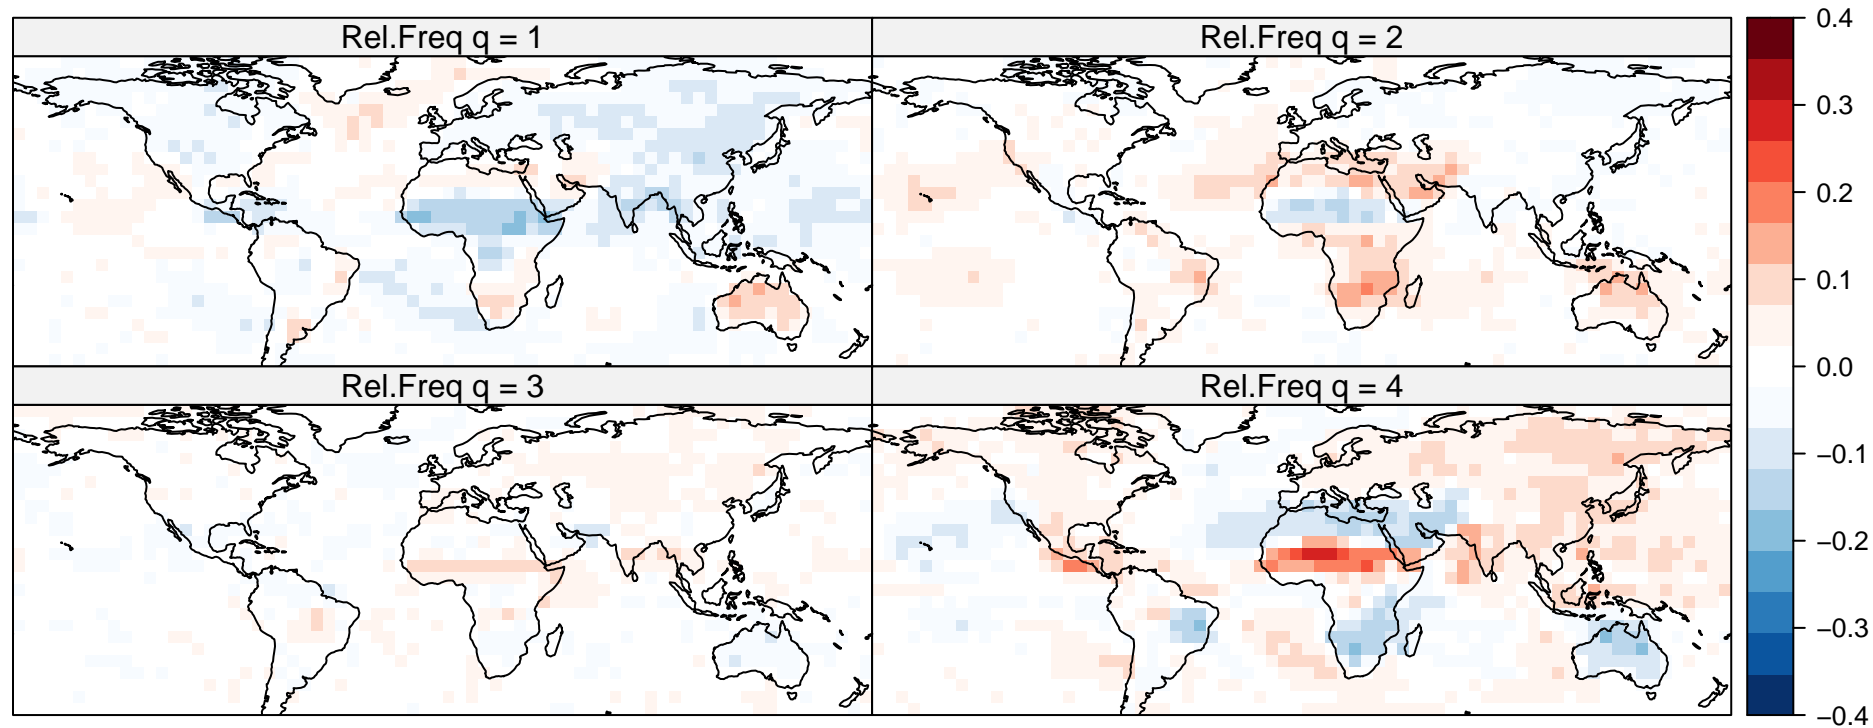 Rel.Freq q = 1
Rel.Freq q = 2
Rel.Freq q = 3
Rel.Freq q = 4
0.4
0.3
0.2
0.1
0.0
−0.1
−0.2
−0.3
−0.4